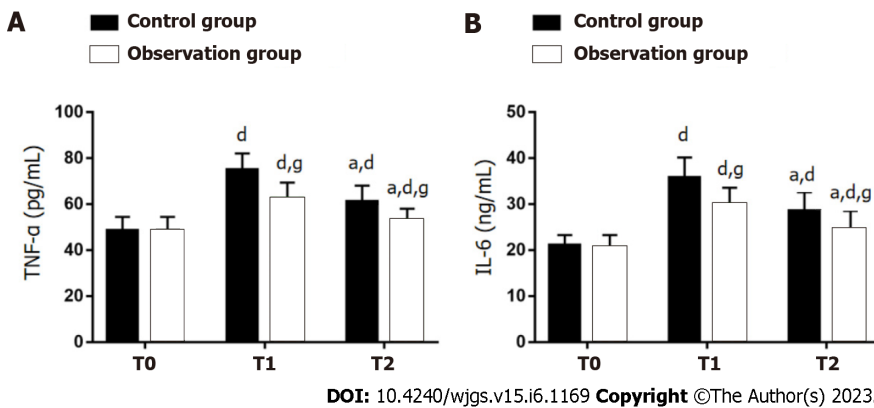 A
Control group
Observation group
TNF-α (pg/mL)
100
80
60
40
20
0
d
d,g
a,d
a,d,g
T0
T1
T2
B
Control group
Observation group
IL-6 (ng/mL)
50
40
30
20
10
0
d
d,g
a,d
a,d,g
T0
T1
T2
DOI: 10.4240/wjgs.v15.i6.1169 Copyright ©The Author(s) 2023.